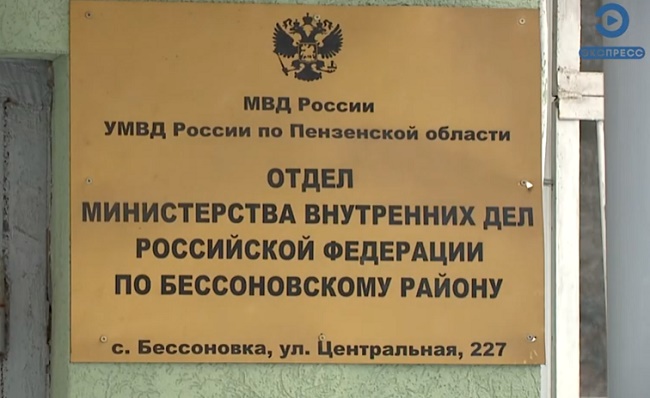 ЭКСПРЕСС
МВД России
УМВД России по Пензенской области
ОТДЕЛ
МИНИСТЕРСТВА ВНУТРЕННИХ ДЕЛ
РОССИЙСКОЙ ФЕДЕРАЦИИ
ПО БЕССОНОВСКОМУ РАЙОНУ
с. Бессоновка, ул. Центральная, 227